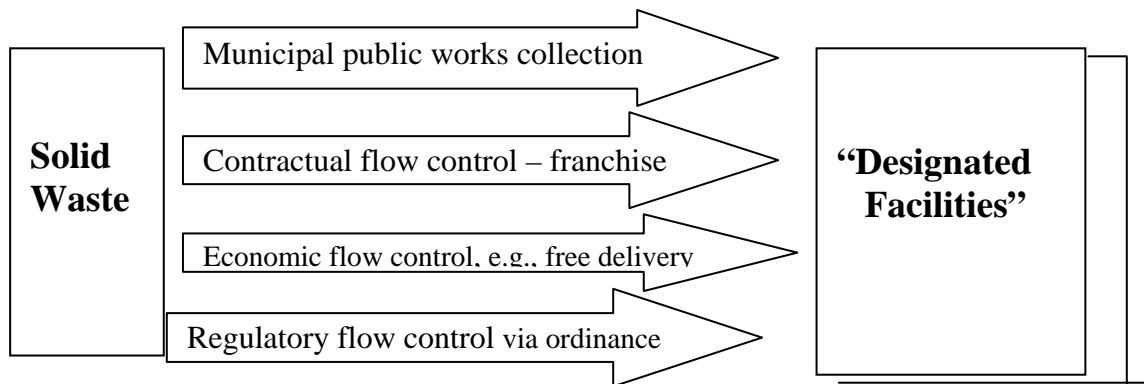 Municipal public works collection
Solid
Waste
Contractual flow control – franchise
“Designated
Facilities”
Economic flow control, e.g., free delivery
Regulatory flow control via ordinance